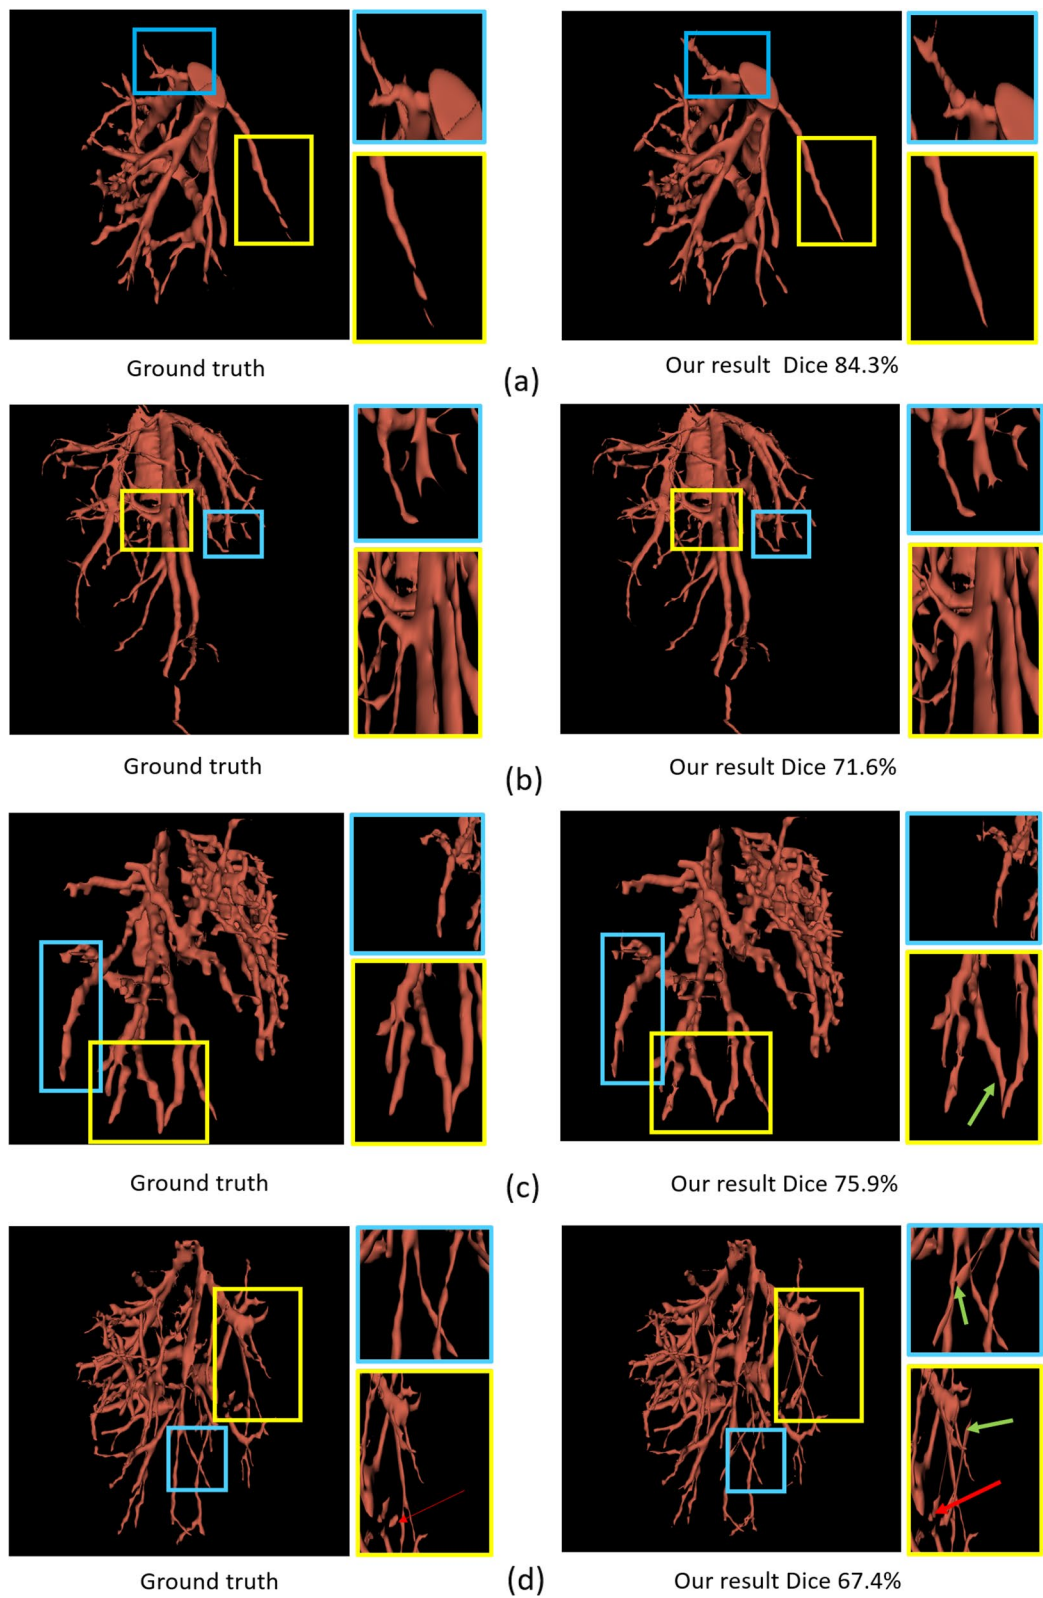 Ground truth
Our result Dice 84.3%
(a)
Ground truth
Our result Dice 71.6%
(b)
Ground truth
Our result Dice 75.9%
(c)
Ground truth
Our result Dice 67.4%
(d)